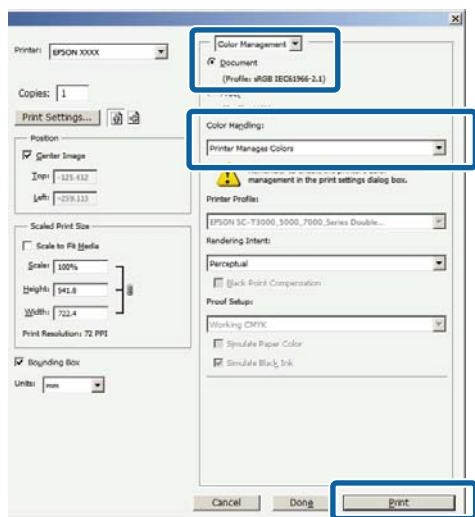 Printer: EPSON XXXX
Copies: 1
Print Settings...
Position
Center Image
Top: -125.432
Left: -259.113
Scaled Print Size
Scale to Fit Media
Scale: 100%
Height: 541.8
Width: 722.4
Print Resolution: 72 PPI
Bounding Box
Units: mm
Color Management
Document
(Profile: sRGB IEC61966-2.1)
Color Handling:
Printer Manages Colors
management in the print settings dialog box.
Printer Profile:
EPSON SC-T3000_5000_7000_Series Double...
Rendering Intent:
Perceptual
Black Point Compensation
Proof Setup:
Working CMYK
Simulate Paper Color
Simulate Black Ink
Cancel
Done
Print